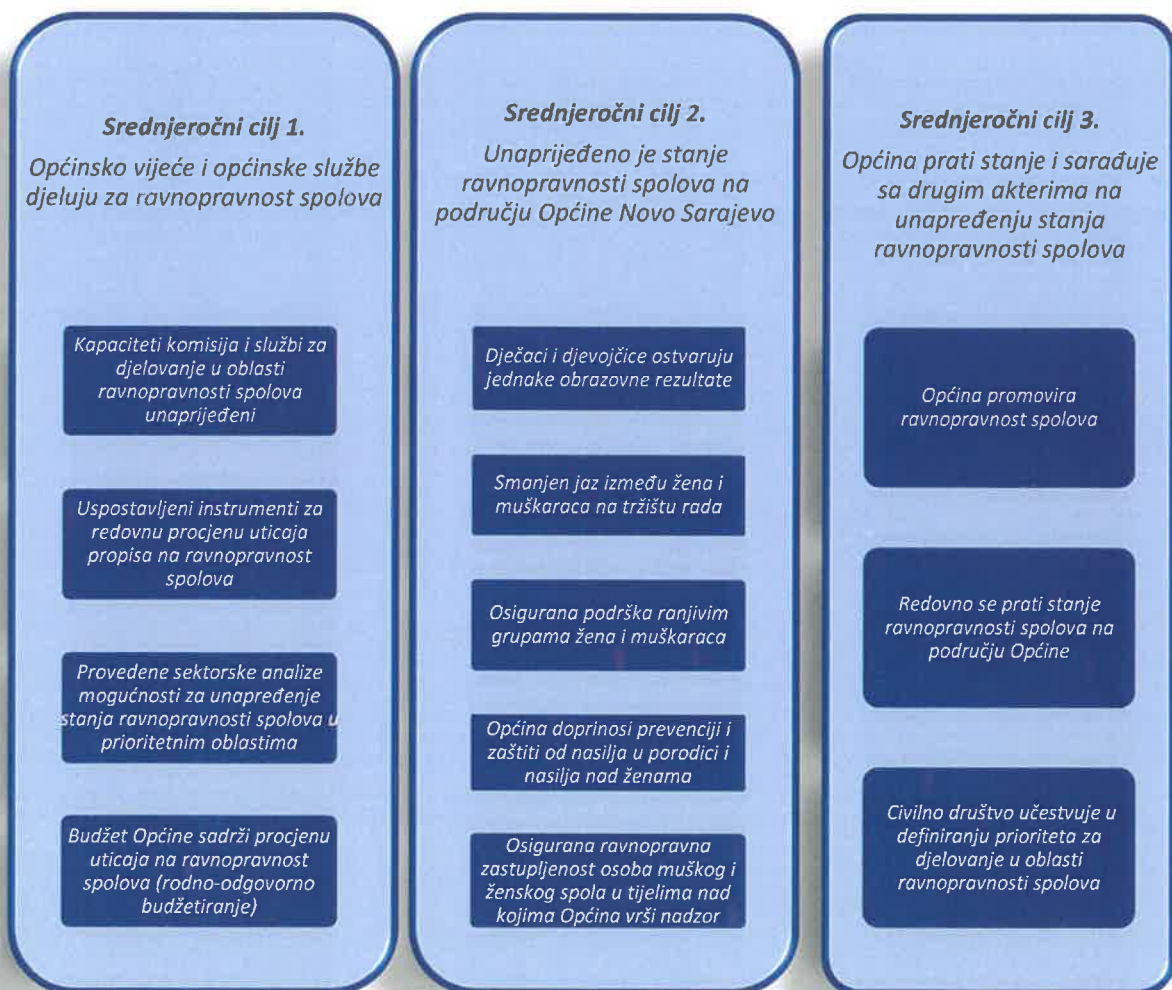 Srednjeročni cilj 1.
Općinsko vijeće i općinske službe
djeluju za ravnopravnost spolova
Kapaciteti komisija i službi za
djelovanje u oblasti
ravnopravnosti spolova
unaprijeđeni
Uspostavljeni instrumenti za
redovnu procjenu uticaja
propisa na ravnopravnost
spolova
Provedene sektorske analize
mogućnosti za unapređenje
stanja ravnopravnosti spolova u
prioritetnim oblastima
Budžet Općine sadrži procjenu
uticaja na ravnopravnost
spolova (rodno-odgovorno
budžetiranje)
Srednjeročni cilj 2.
Unaprijeđeno je stanje
ravnopravnosti spolova na
području Općine Novo Sarajevo
Dječaci i djevojčice ostvaruju
jednake obrazovne rezultate
Smanjen jaz između žena i
muškaraca na tržištu rada
Osigurana podrška ranjivim
grupama žena i muškaraca
Općina doprinosi prevenciji i
zaštiti od nasilja u porodici i
nasilja nad ženama
Osigurana ravnopravna
zastupljenost osoba muškog i
ženskog spola u tijelima nad
kojima Općina vrši nadzor
Srednjeročni cilj 3.
Općina prati stanje i sarađuje
sa drugim akterima na
unapređenju stanja
ravnopravnosti spolova
Općina promovira
ravnopravnost spolova
Redovno se prati stanje
ravnopravnosti spolova na
području Općine
Civilno društvo učestvuje u
definiranju prioriteta za
djelovanje u oblasti
ravnopravnosti spolova